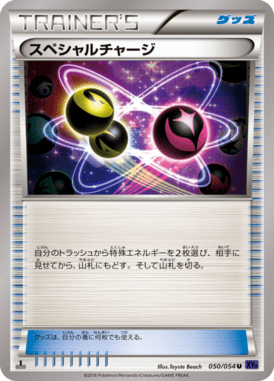 TRAINER'S
グッズ
スペシャルチャージ
自分のトラッシュから特殊エネルギーを2枚選び、相手に
見せてから、山札にもどす。そして山札を切る。
グッズは、自分の番に何枚でも使える。
Illus. Toyste Beach
050/054 U
©2016 Pokémon/Nintendo/Creatures/GAME FREAK.